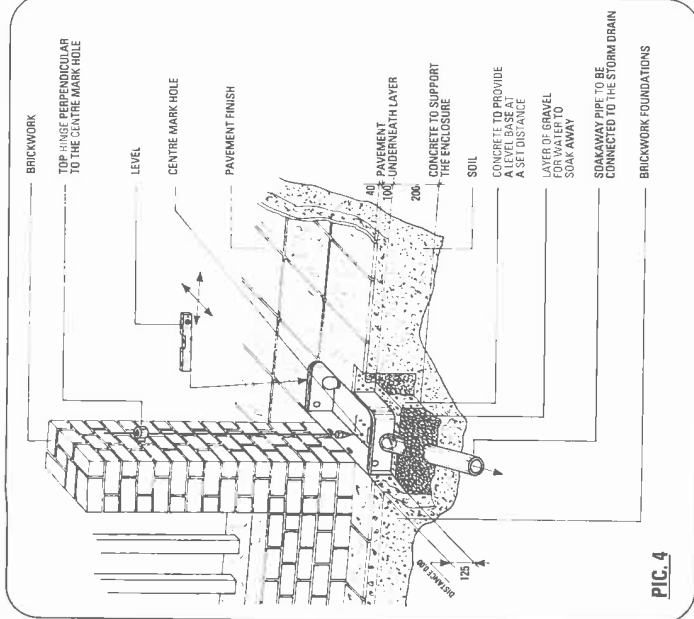 BRICKWORK
TOP HINGE PERPENDICULAR
TO THE CENTRE MARK HOLE
LEVEL
CENTRE MARK HOLE
PAVEMENT FINISH
40
PAVEMENT
100
UNDERNEATH LAYER
200
CONCRETE TO SUPPORT
THE ENCLOSURE
SOIL
CONCRETE TO PROVIDE
A LEVEL BASE AT
A SET DISTANCE
LAYER OF GRAVEL
FOR WATER TO
SOAK AWAY
SOAKAWAY PIPE TO BE
CONNECTED TO THE STORM DRAIN
BRICKWORK FOUNDATIONS
DISTANCE 0.00
125
PIC. 4